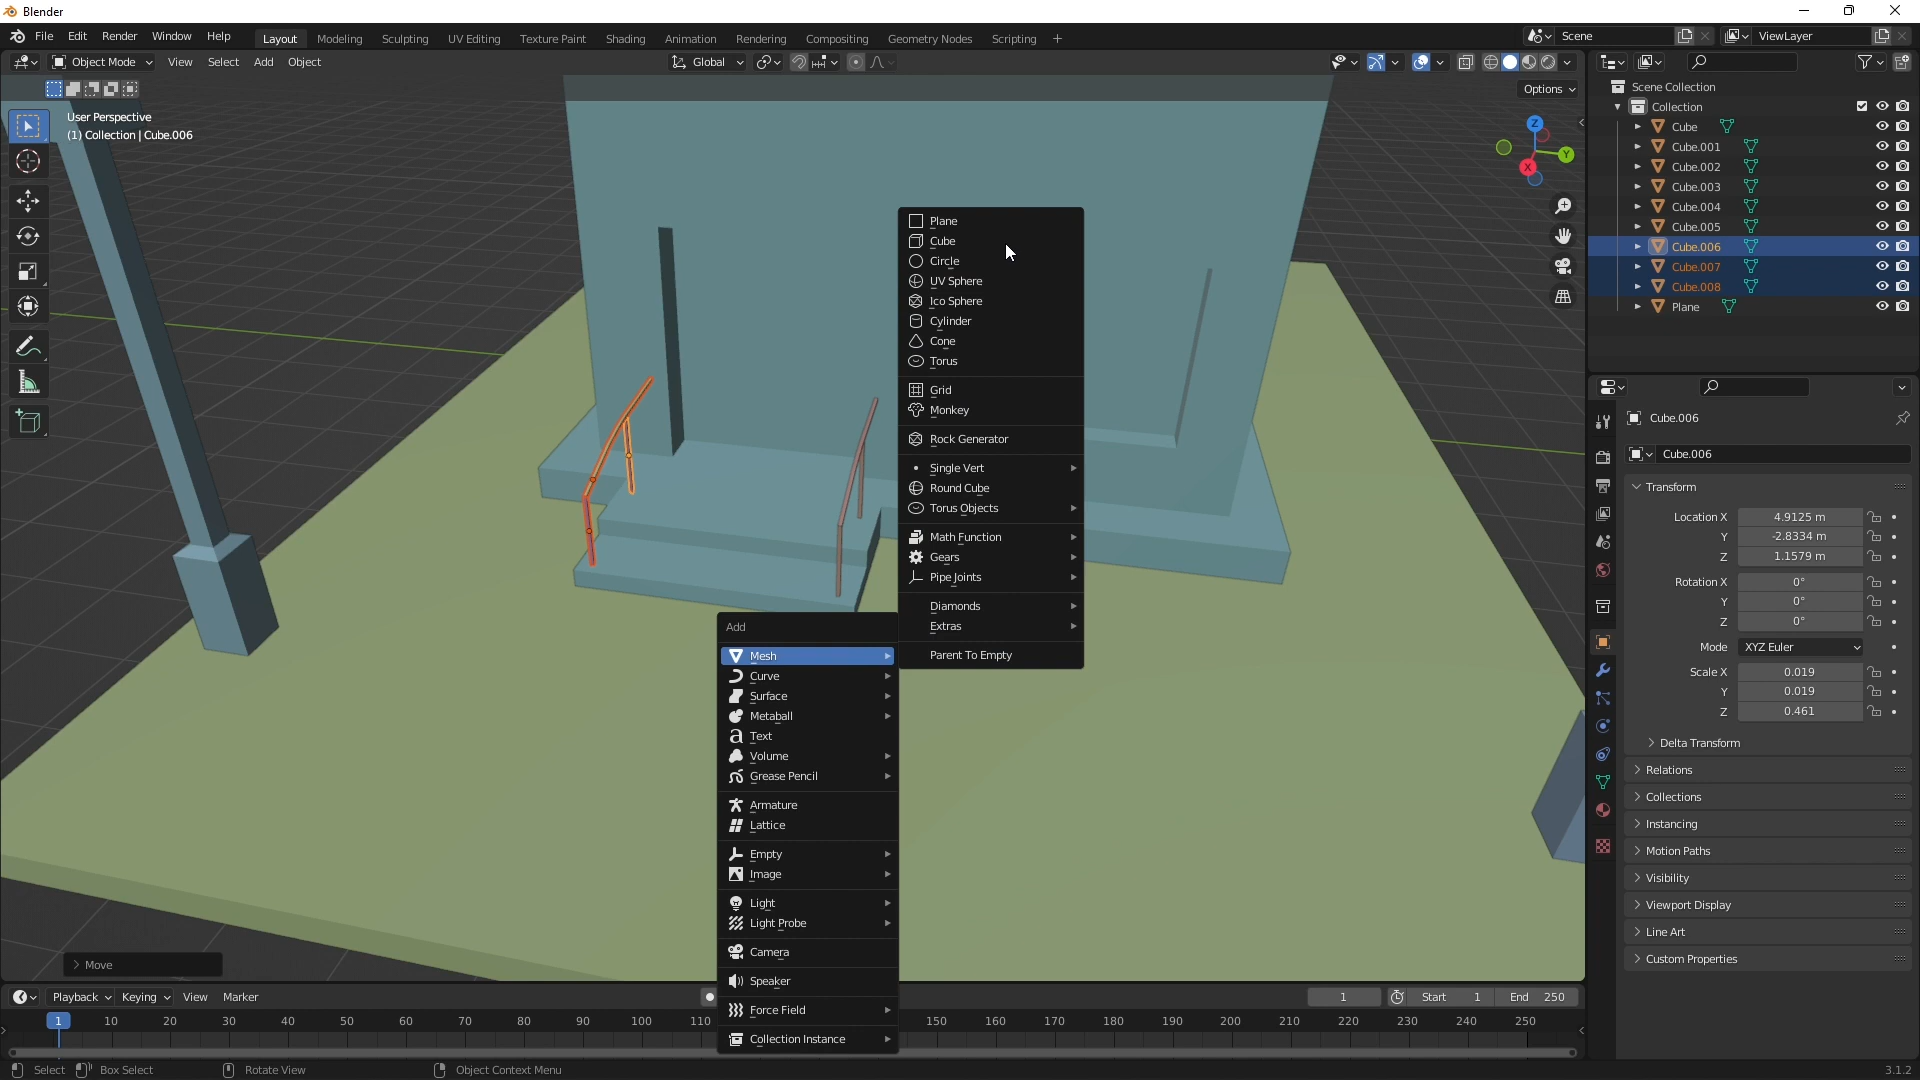 Blender
File Edit Render Window Help Layout Modeling Sculpting UV Editing Texture Paint Shading Animation Rendering Compositing Geometry Nodes Scripting + Scene ViewLayer
Object Mode View Select Add Object Global
Options
User Perspective
(1) Collection | Cube.006
Z
Y
X
Plane
Cube
Circle
UV Sphere
Ico Sphere
Cylinder
Cone
Torus
Grid
Monkey
Rock Generator
Single Vert
Round Cube
Torus Objects
Math Function
Gears
Pipe Joints
Diamonds
Extras
Parent To Empty
Add
Mesh
Curve
Surface
Metaball
Text
Volume
Grease Pencil
Armature
Lattice
Empty
Image
Light
Light Probe
Camera
Speaker
Force Field
Collection Instance
Move
Scene Collection
Collection
Cube
Cube.001
Cube.002
Cube.003
Cube.004
Cube.005
Cube.006
Cube.007
Cube.008
Plane
Cube.006
Cube.006
Transform
Location X 4.9125 m
Y -2.8334 m
Z 1.1579 m
Rotation X 0°
Y 0°
Z 0°
Mode XYZ Euler
Scale X 0.019
Y 0.019
Z 0.461
Delta Transform
Relations
Collections
Instancing
Motion Paths
Visibility
Viewport Display
Line Art
Custom Properties
Playback Keying View Marker 1 Start 1 End 250
1 10 20 30 40 50 60 70 80 90 100 110 150 160 170 180 190 200 210 220 230 240 250
Select Box Select Rotate View Object Context Menu 3.1.2